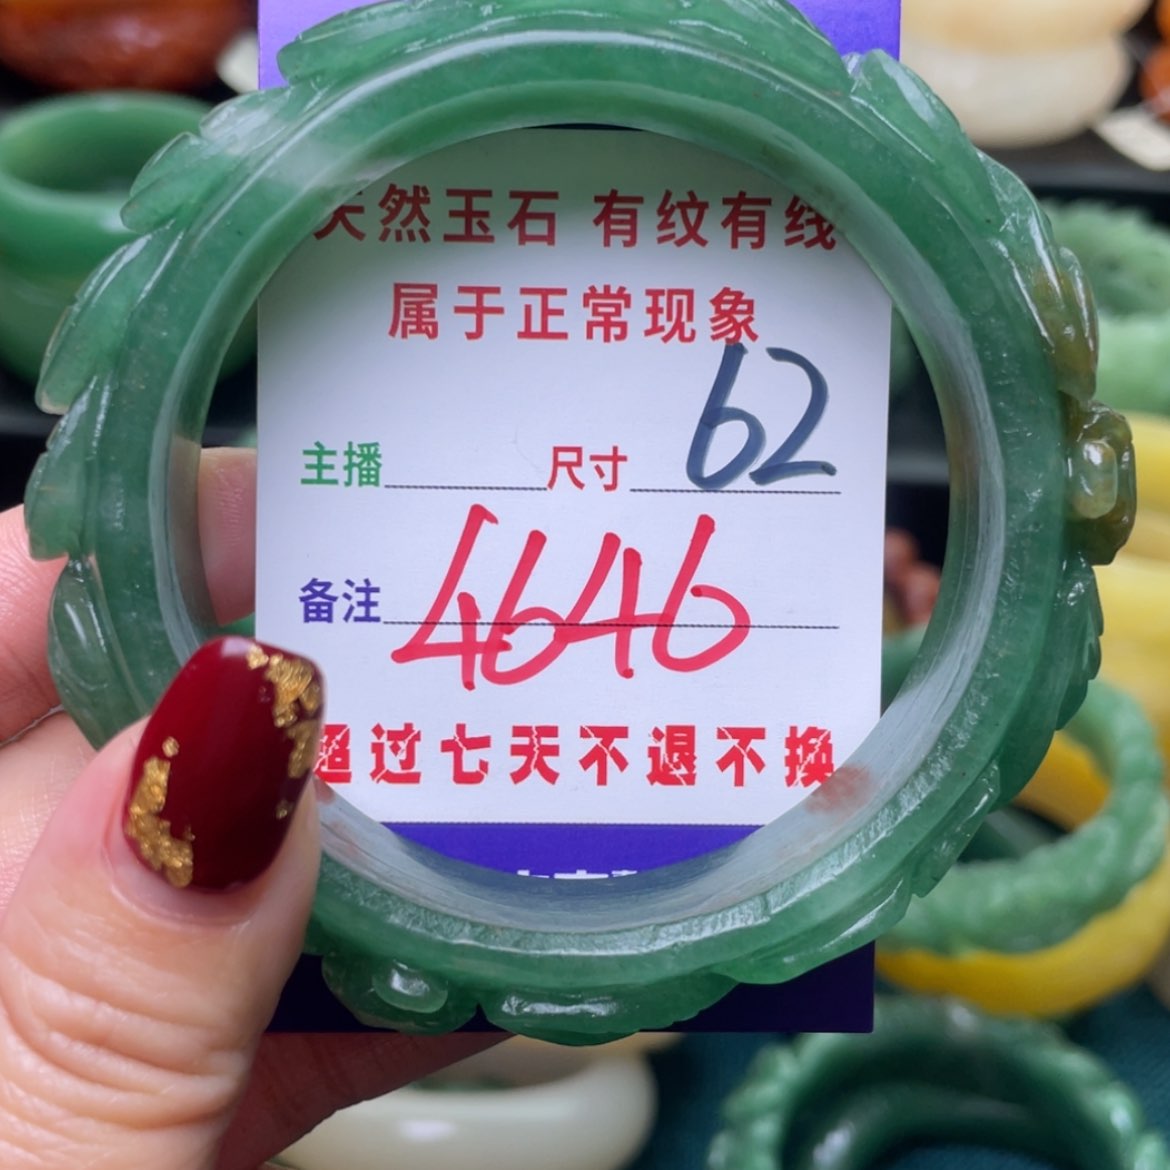 天然玉石 有纹有线
属于正常现象
主播 尺寸 62
备注 4646
超过七天不退不换